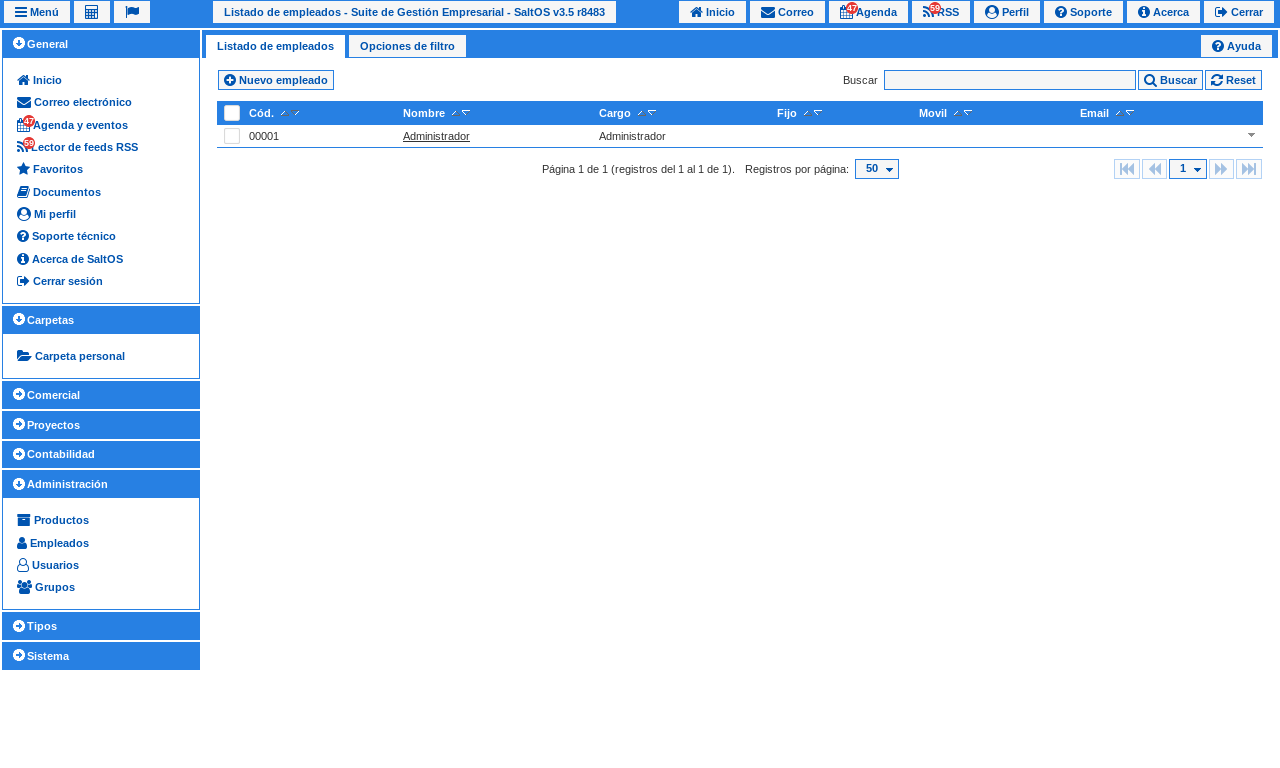 Menú
Listado de empleados - Suite de Gestión Empresarial - SaltOS v3.5 r8483
Inicio
Correo
47
Agenda
59
RSS
Perfil
Soporte
Acerca
Cerrar
General
Inicio
Correo electrónico
47
Agenda y eventos
59
Lector de feeds RSS
Favoritos
Documentos
Mi perfil
Soporte técnico
Acerca de SaltOS
Cerrar sesión
Carpetas
Carpeta personal
Comercial
Proyectos
Contabilidad
Administración
Productos
Empleados
Usuarios
Grupos
Tipos
Sistema
Listado de empleados
Opciones de filtro
Ayuda
Nuevo empleado
Buscar
Buscar
Reset
Cód. Nombre Cargo Fijo Movil Email
00001 Administrador Administrador
Página 1 de 1 (registros del 1 al 1 de 1). Registros por página: 50
1